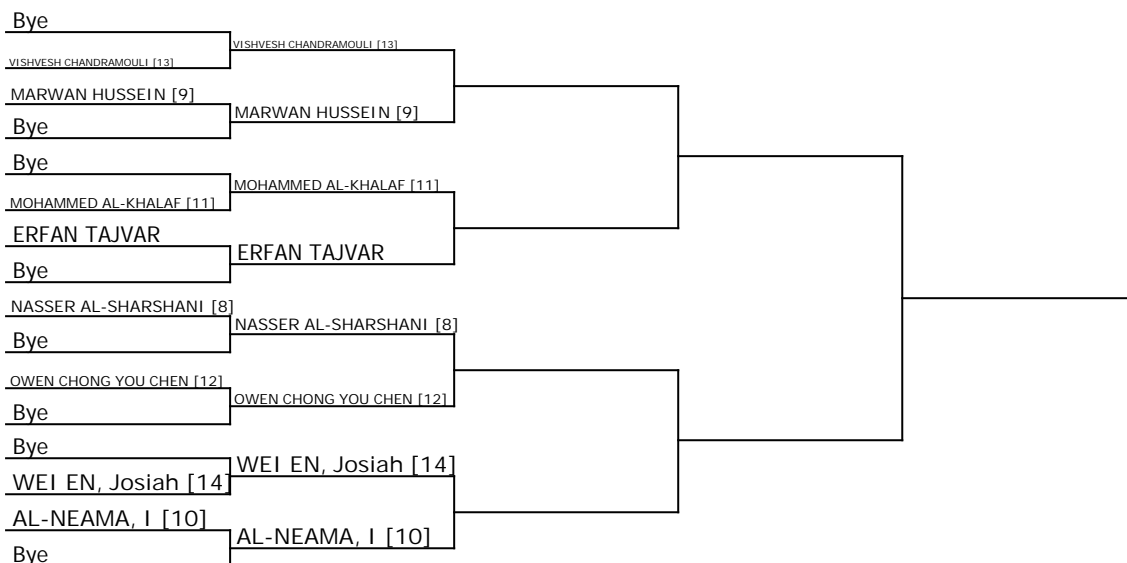 Bye
VISHVESH CHANDRAMOULI [13]
VISHVESH CHANDRAMOULI [13]
MARWAN HUSSEIN [9]
MARWAN HUSSEIN [9]
Bye
Bye
MOHAMMED AL-KHALAF [11]
MOHAMMED AL-KHALAF [11]
ERFAN TAJVAR
ERFAN TAJVAR
Bye
NASSER AL-SHARSHANI [8]
NASSER AL-SHARSHANI [8]
Bye
OWEN CHONG YOU CHEN [12]
OWEN CHONG YOU CHEN [12]
Bye
Bye
WEI EN, Josiah [14]
WEI EN, Josiah [14]
AL-NEAMA, I [10]
AL-NEAMA, I [10]
Bye